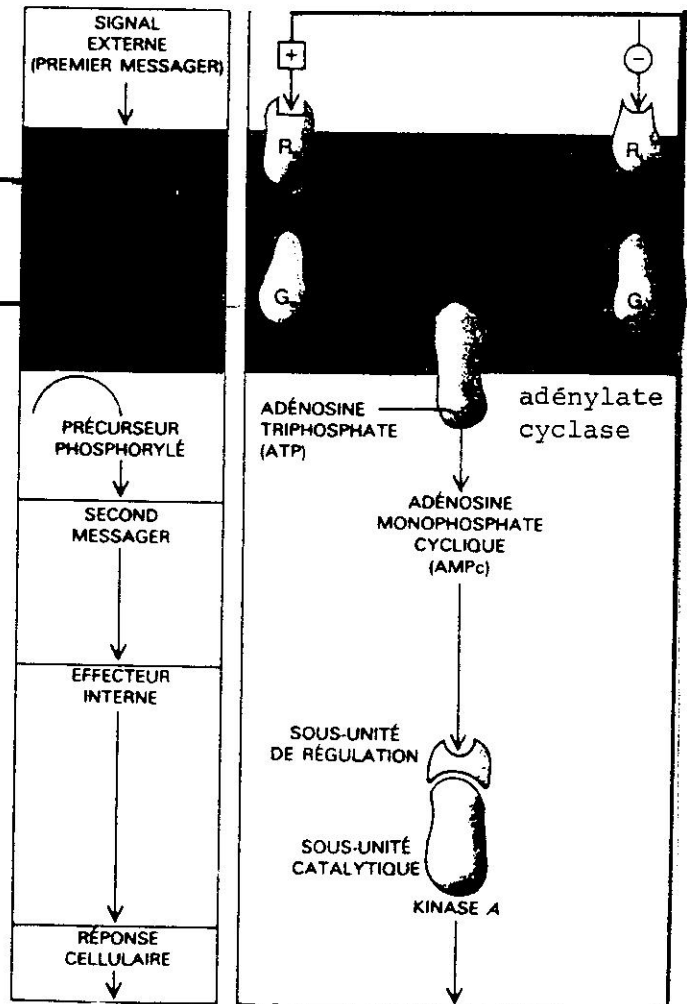 SIGNAL
EXTERNE
(PREMIER MESSAGER)
PRÉCURSEUR
PHOSPHORYLÉ
SECOND
MESSAGER
EFFECTEUR
INTERNE
RÉPONSE
CELLULAIRE
+
−
R
R
G
G
adénylate
cyclase
ADÉNOSINE
TRIPHOSPHATE
(ATP)
ADÉNOSINE
MONOPHOSPHATE
CYCLIQUE
(AMPc)
SOUS-UNITÉ
DE RÉGULATION
SOUS-UNITÉ
CATALYTIQUE
KINASE A